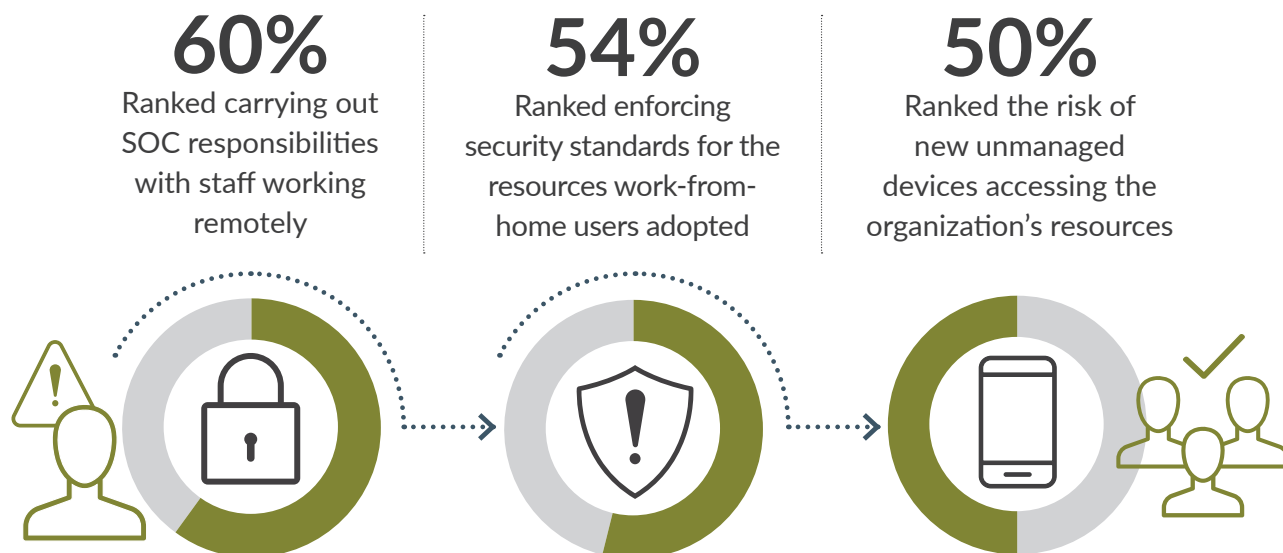 60%
Ranked carrying out
SOC responsibilities
with staff working
remotely
54%
Ranked enforcing
security standards for the
resources work-from-
home users adopted
50%
Ranked the risk of
new unmanaged
devices accessing the
organization’s resources